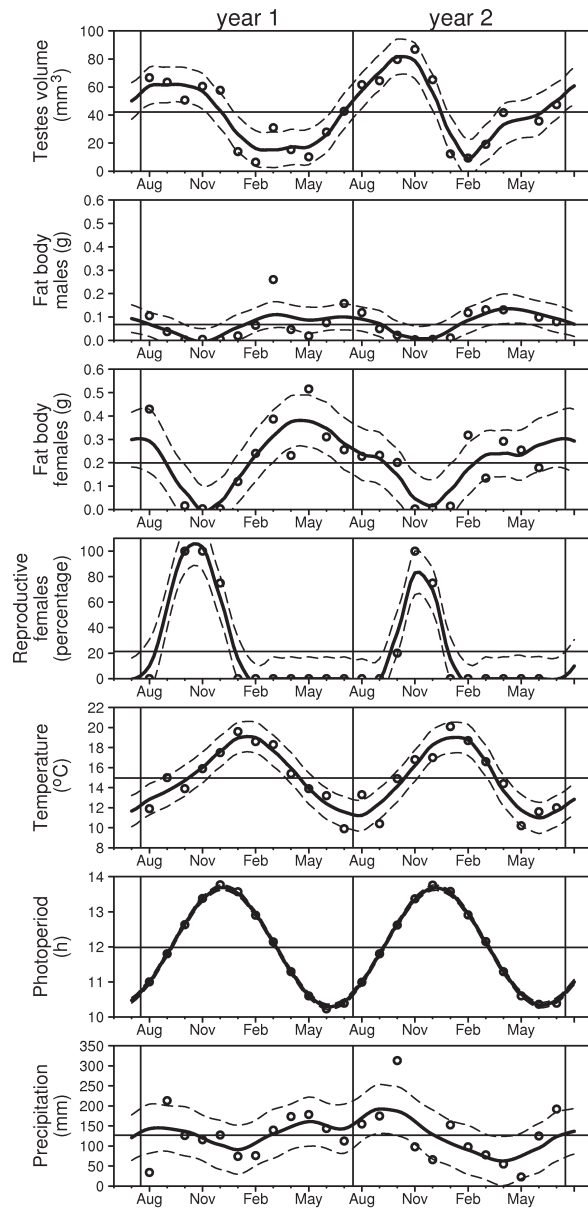 year 1 year 2
Testes volume
(mm³)
100
80
60
40
20
0
Aug Nov Feb May Aug Nov Feb May
Fat body
males (g)
0.6
0.5
0.4
0.3
0.2
0.1
0.0
Aug Nov Feb May Aug Nov Feb May
Fat body
females (g)
0.6
0.5
0.4
0.3
0.2
0.1
0.0
Aug Nov Feb May Aug Nov Feb May
Reproductive
females
(percentage)
100
80
60
40
20
0
Aug Nov Feb May Aug Nov Feb May
Temperature
(ºC)
22
20
18
16
14
12
10
8
Aug Nov Feb May Aug Nov Feb May
Photoperiod
(h)
14
13
12
11
10
Aug Nov Feb May Aug Nov Feb May
Precipitation
(mm)
350
300
250
200
150
100
50
0
Aug Nov Feb May Aug Nov Feb May